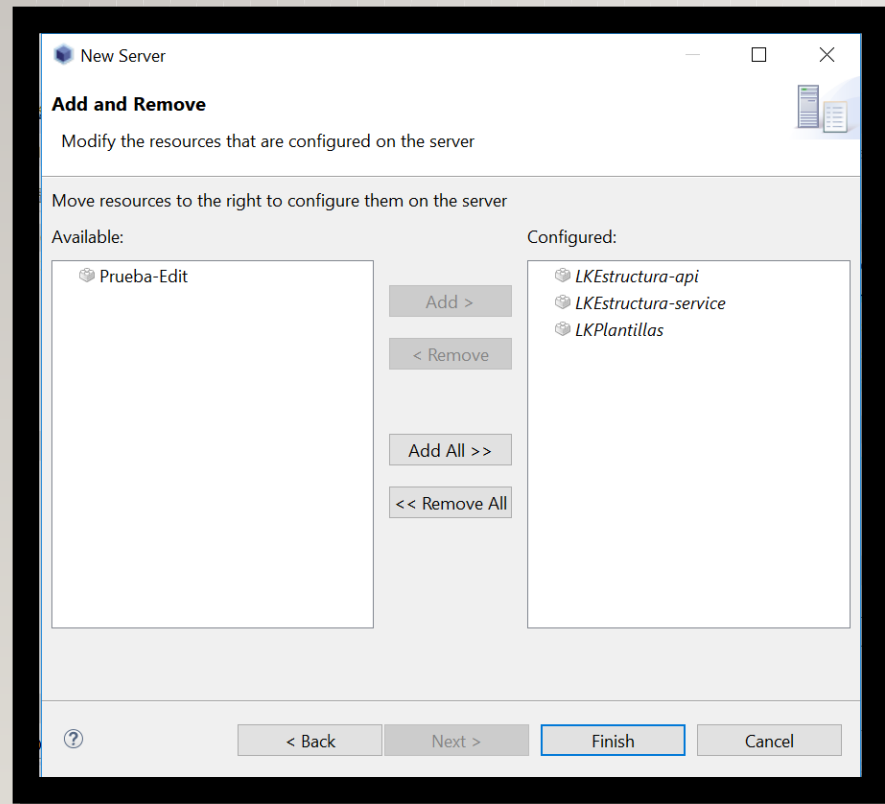 New Server
Add and Remove
Modify the resources that are configured on the server
Move resources to the right to configure them on the server
Available:
Configured:
Prueba-Edit
LKEstructura-api
LKEstructura-service
LKPlantillas
Add >
< Remove
Add All >>
<< Remove All
?
< Back
Next >
Finish
Cancel